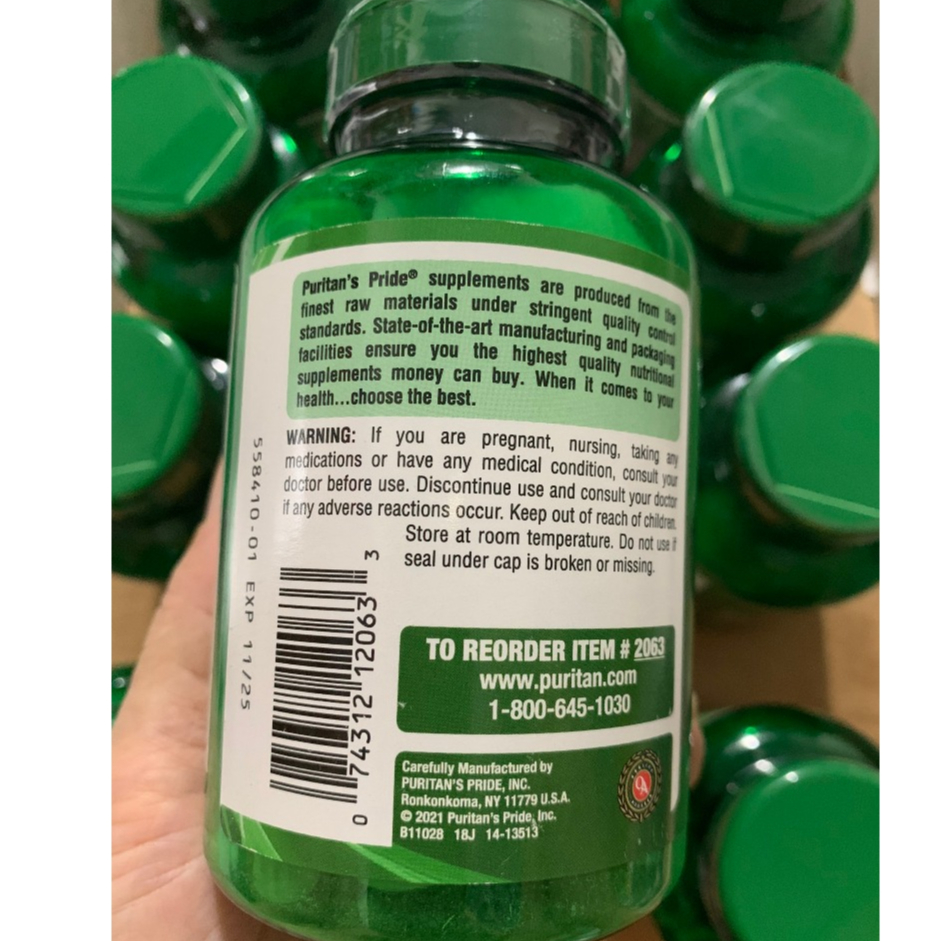 Puritan's Pride® supplements are produced from the
finest raw materials under stringent quality control
standards. State-of-the-art manufacturing and packaging
facilities ensure you the highest quality nutritional
supplements money can buy. When it comes to your
health...choose the best.
WARNING: If you are pregnant, nursing, taking any
medications or have any medical condition, consult your
doctor before use. Discontinue use and consult your doctor
if any adverse reactions occur. Keep out of reach of children.
Store at room temperature. Do not use if
seal under cap is broken or missing.
558410-01 EXP 11/25
0 74312 12063 3
TO REORDER ITEM # 2063
www.puritan.com
1-800-645-1030
Carefully Manufactured by
PURITAN'S PRIDE, INC.
Ronkonkoma, NY 11779 U.S.A.
© 2021 Puritan's Pride, Inc.
B11028 18J 14-13513